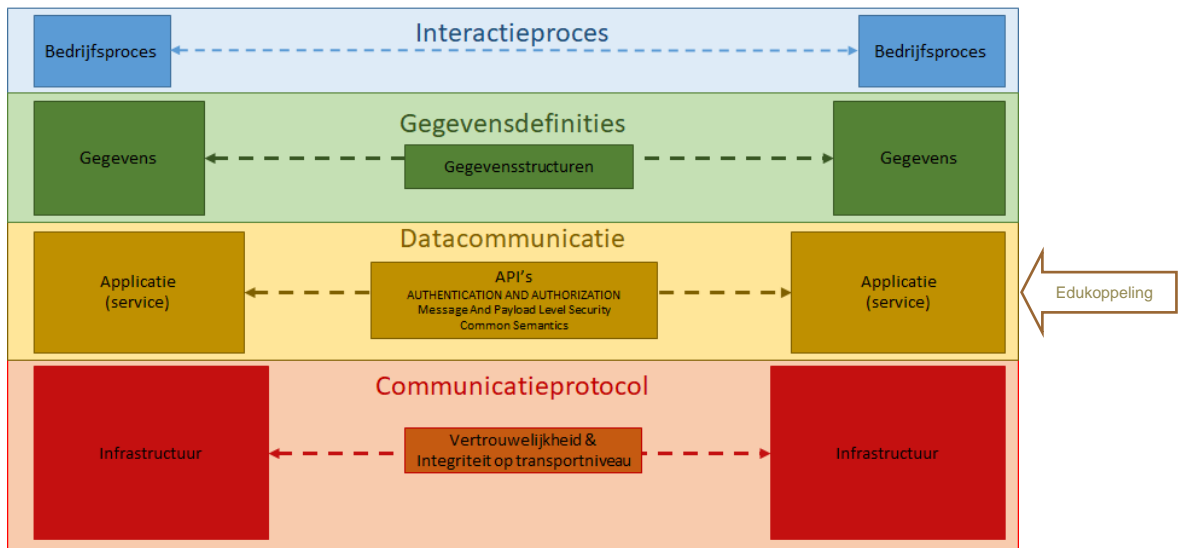 Interactieproces
Bedrijfsproces
Bedrijfsproces
Gegevensdefinities
Gegevens
Gegevensstructuren
Gegevens
Datacommunicatie
Applicatie
(service)
API's
AUTHENTICATION AND AUTHORIZATION
Message And Payload Level Security
Common Semantics
Applicatie
(service)
Edukoppeling
Communicatieprotocol
Infrastructuur
Vertrouwelijkheid &
Integriteit op transportniveau
Infrastructuur